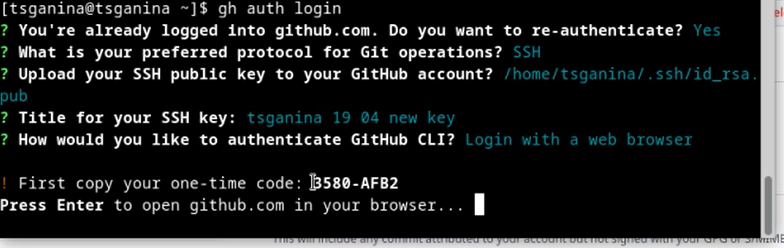 [tsganina@tsganina ~]$ gh auth login
? You're already logged into github.com. Do you want to re-authenticate? Yes
? What is your preferred protocol for Git operations? SSH
? Upload your SSH public key to your GitHub account? /home/tsganina/.ssh/id_rsa.
pub
? Title for your SSH key: tsganina 19 04 new key
? How would you like to authenticate GitHub CLI? Login with a web browser
! First copy your one-time code: 3580-AFB2
Press Enter to open github.com in your browser...
This will include any commit attributed to your account but not signed with your GPG or S/MIME